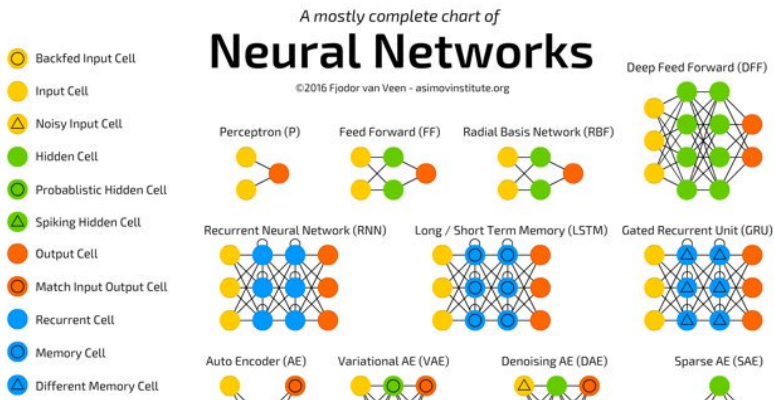 A mostly complete chart of
Neural Networks
©2016 Fjodor van Veen - asimovinstitute.org
Backfed Input Cell
Input Cell
Noisy Input Cell
Hidden Cell
Probablistic Hidden Cell
Spiking Hidden Cell
Output Cell
Match Input Output Cell
Recurrent Cell
Memory Cell
Different Memory Cell
Deep Feed Forward (DFF)
Perceptron (P)
Feed Forward (FF)
Radial Basis Network (RBF)
Recurrent Neural Network (RNN)
Long / Short Term Memory (LSTM)
Gated Recurrent Unit (GRU)
Auto Encoder (AE)
Variational AE (VAE)
Denoising AE (DAE)
Sparse AE (SAE)